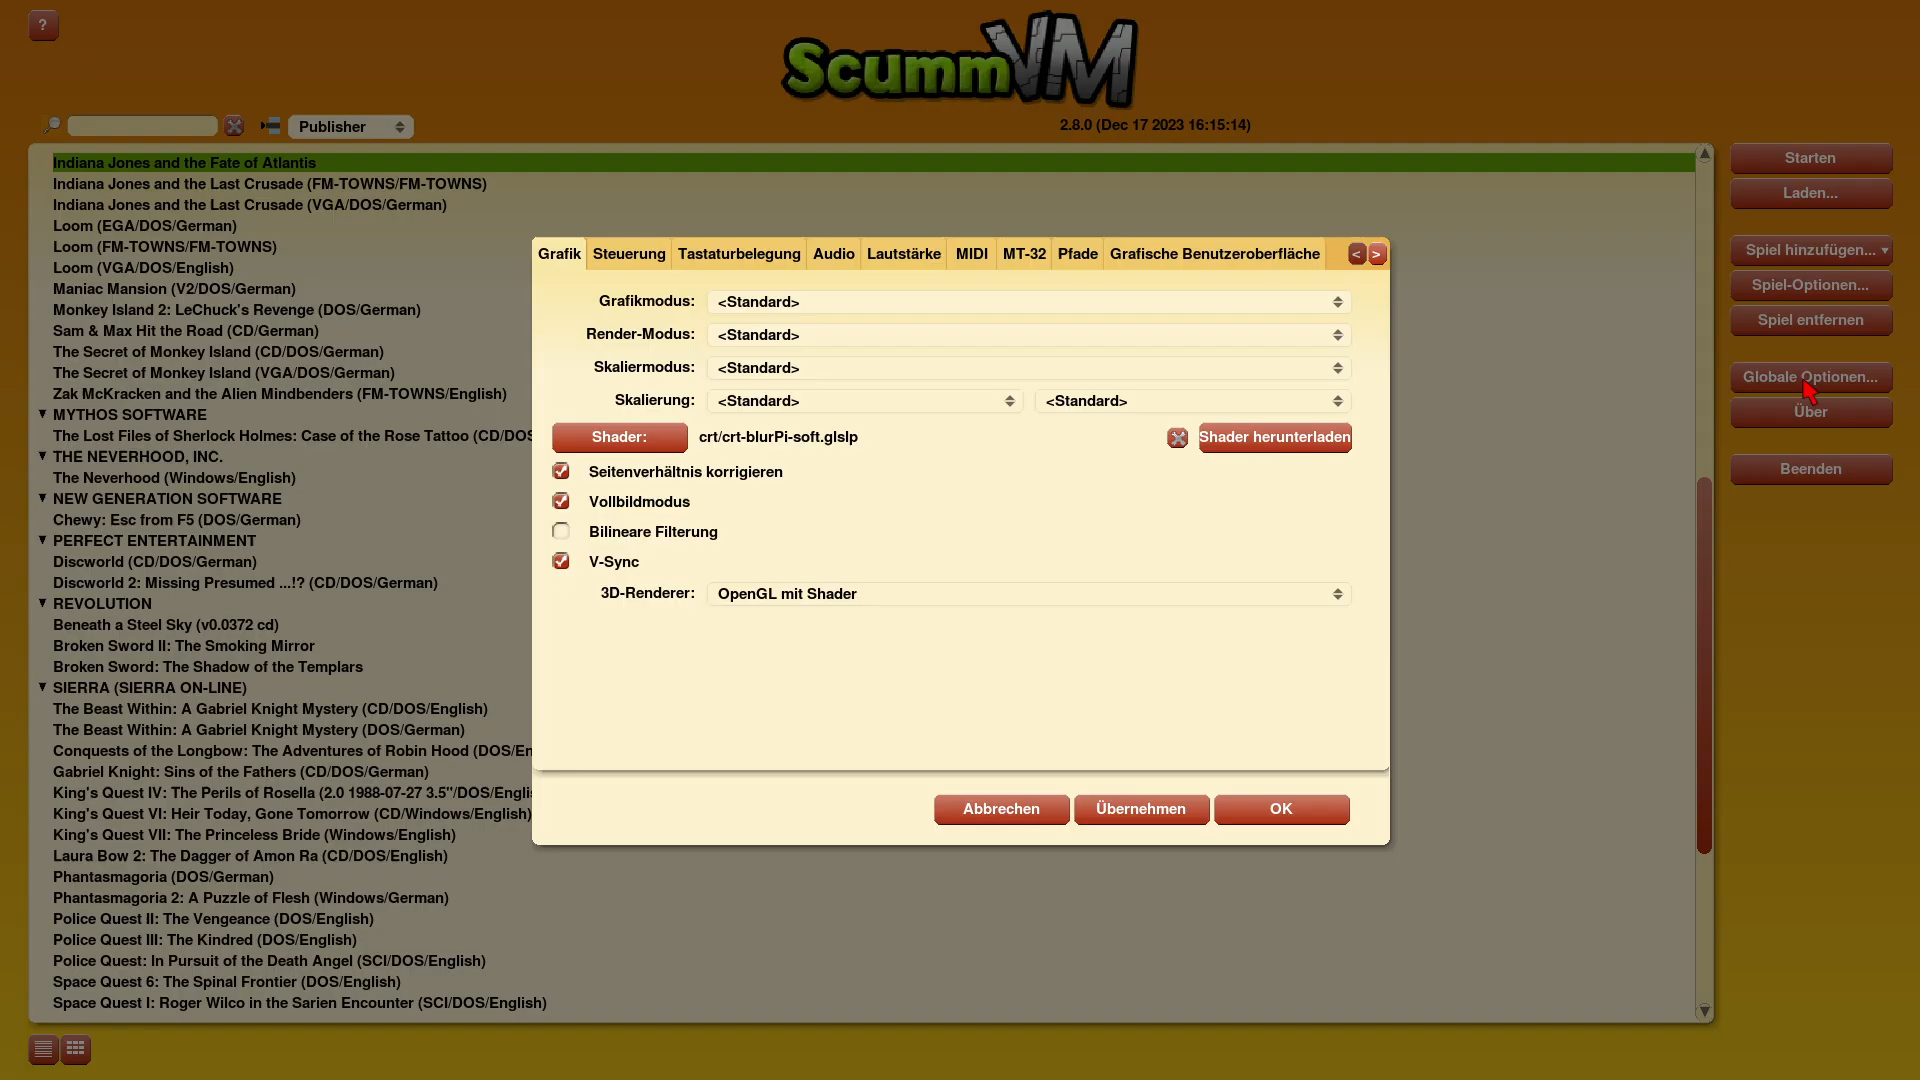 ?
ScummVM
Publisher
2.8.0 (Dec 17 2023 16:15:14)
Indiana Jones and the Fate of Atlantis
Indiana Jones and the Last Crusade (FM-TOWNS/FM-TOWNS)
Indiana Jones and the Last Crusade (VGA/DOS/German)
Loom (EGA/DOS/German)
Loom (FM-TOWNS/FM-TOWNS)
Loom (VGA/DOS/English)
Maniac Mansion (V2/DOS/German)
Monkey Island 2: LeChuck's Revenge (DOS/German)
Sam & Max Hit the Road (CD/German)
The Secret of Monkey Island (CD/DOS/German)
The Secret of Monkey Island (VGA/DOS/German)
Zak McKracken and the Alien Mindbenders (FM-TOWNS/English)
MYTHOS SOFTWARE
The Lost Files of Sherlock Holmes: Case of the Rose Tattoo (CD/DOS
THE NEVERHOOD, INC.
The Neverhood (Windows/English)
NEW GENERATION SOFTWARE
Chewy: Esc from F5 (DOS/German)
PERFECT ENTERTAINMENT
Discworld (CD/DOS/German)
Discworld 2: Missing Presumed ...!? (CD/DOS/German)
REVOLUTION
Beneath a Steel Sky (v0.0372 cd)
Broken Sword II: The Smoking Mirror
Broken Sword: The Shadow of the Templars
SIERRA (SIERRA ON-LINE)
The Beast Within: A Gabriel Knight Mystery (CD/DOS/English)
The Beast Within: A Gabriel Knight Mystery (DOS/German)
Conquests of the Longbow: The Adventures of Robin Hood (DOS/En
Gabriel Knight: Sins of the Fathers (CD/DOS/German)
King's Quest IV: The Perils of Rosella (2.0 1988-07-27 3.5"/DOS/Engli
King's Quest VI: Heir Today, Gone Tomorrow (CD/Windows/English)
King's Quest VII: The Princeless Bride (Windows/English)
Laura Bow 2: The Dagger of Amon Ra (CD/DOS/English)
Phantasmagoria (DOS/German)
Phantasmagoria 2: A Puzzle of Flesh (Windows/German)
Police Quest II: The Vengeance (DOS/English)
Police Quest III: The Kindred (DOS/English)
Police Quest: In Pursuit of the Death Angel (SCI/DOS/English)
Space Quest 6: The Spinal Frontier (DOS/English)
Space Quest I: Roger Wilco in the Sarien Encounter (SCI/DOS/English)
Grafik Steuerung Tastaturbelegung Audio Lautstärke MIDI MT-32 Pfade Grafische Benutzeroberfläche < >
Grafikmodus: <Standard>
Render-Modus: <Standard>
Skaliermodus: <Standard>
Skalierung: <Standard> <Standard>
Shader: crt/crt-blurPi-soft.glslp Shader herunterladen
Seitenverhältnis korrigieren
Vollbildmodus
Bilineare Filterung
V-Sync
3D-Renderer: OpenGL mit Shader
Abbrechen Übernehmen OK
Starten
Laden...
Spiel hinzufügen...
Spiel-Optionen...
Spiel entfernen
Globale Optionen...
Über
Beenden